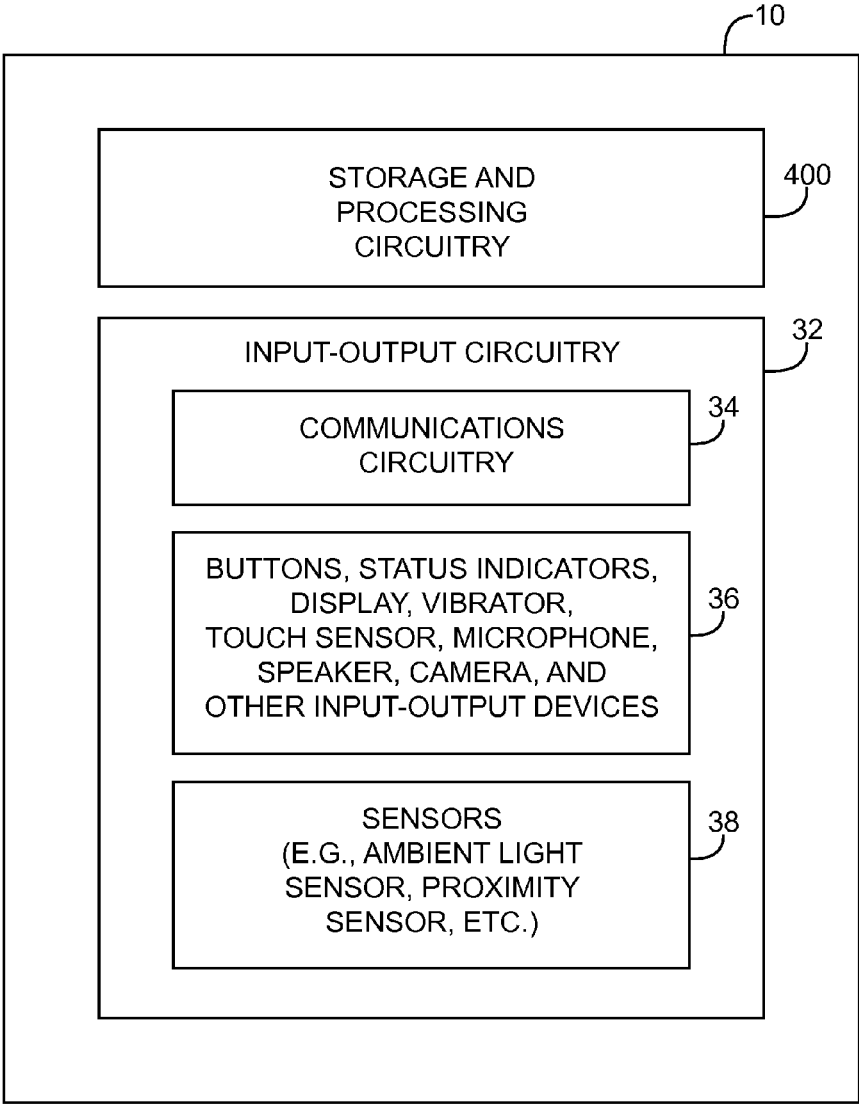 10
STORAGE AND
PROCESSING
CIRCUITRY
400
INPUT-OUTPUT CIRCUITRY
32
COMMUNICATIONS
CIRCUITRY
34
BUTTONS, STATUS INDICATORS,
DISPLAY, VIBRATOR,
TOUCH SENSOR, MICROPHONE,
SPEAKER, CAMERA, AND
OTHER INPUT-OUTPUT DEVICES
36
SENSORS
(E.G., AMBIENT LIGHT
SENSOR, PROXIMITY
SENSOR, ETC.)
38